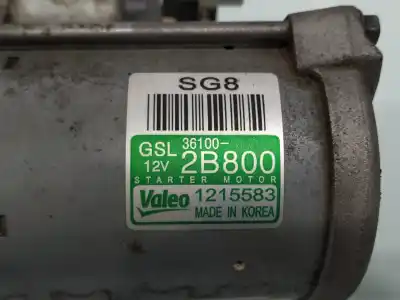 SG8
GSL 36100-
12V 2B800
STARTER MOTOR
Valeo 1215583
MADE IN KOREA